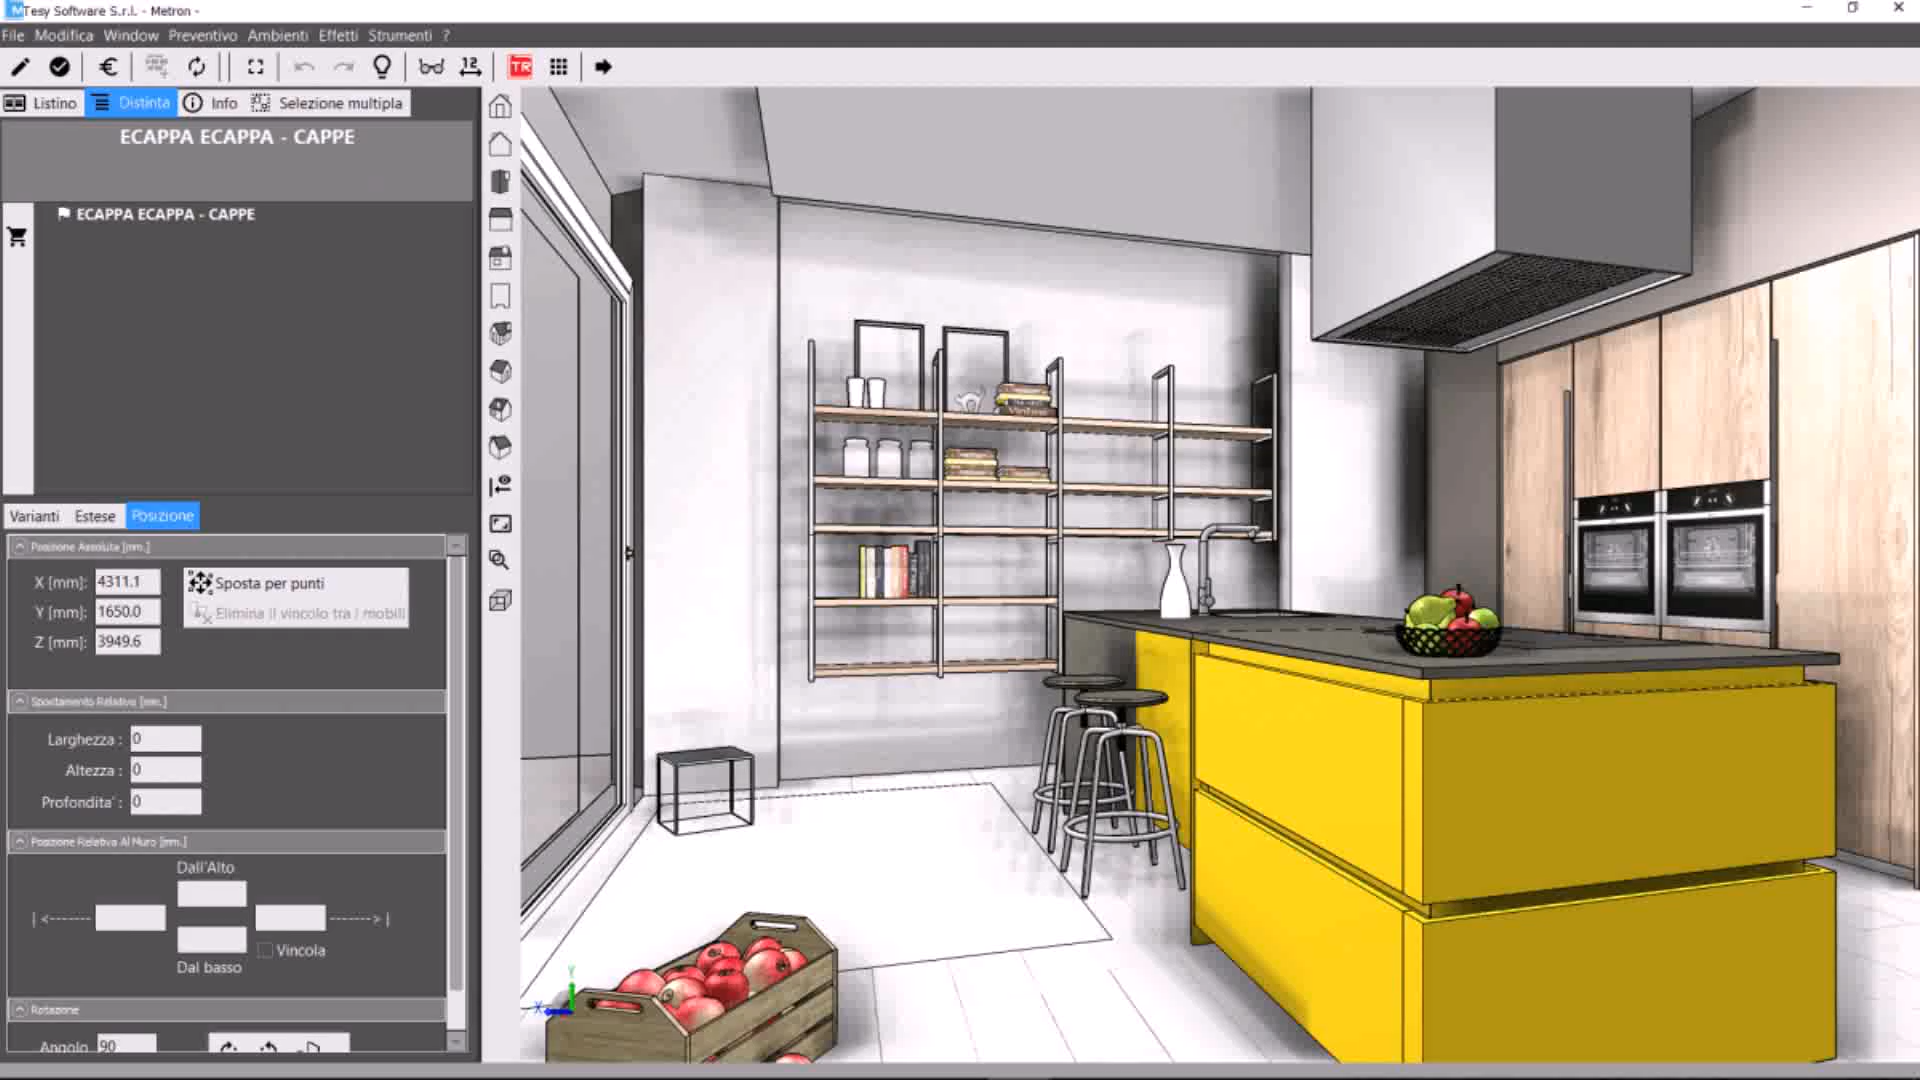 Tesy Software S.r.l. - Metron -
File Modifica Window Preventivo Ambienti Effetti Strumenti ?
€ 12 TR
Listino Distinta Info Selezione multipla
ECAPPA ECAPPA - CAPPE
ECAPPA ECAPPA - CAPPE
Varianti Estese Posizione
Posizione Assoluta [mm.]
X [mm]: 4311.1 Sposta per punti
Y [mm]: 1650.0 Elimina il vincolo tra i mobili
Z [mm]: 3949.6
Spostamento Relativo [mm.]
Larghezza : 0
Altezza : 0
Profondita' : 0
Posizione Relativa Al Muro [mm.]
Dall'Alto
|<------- ------->|
Vincola
Dal basso
Rotazione
Angolo 90
Y
X